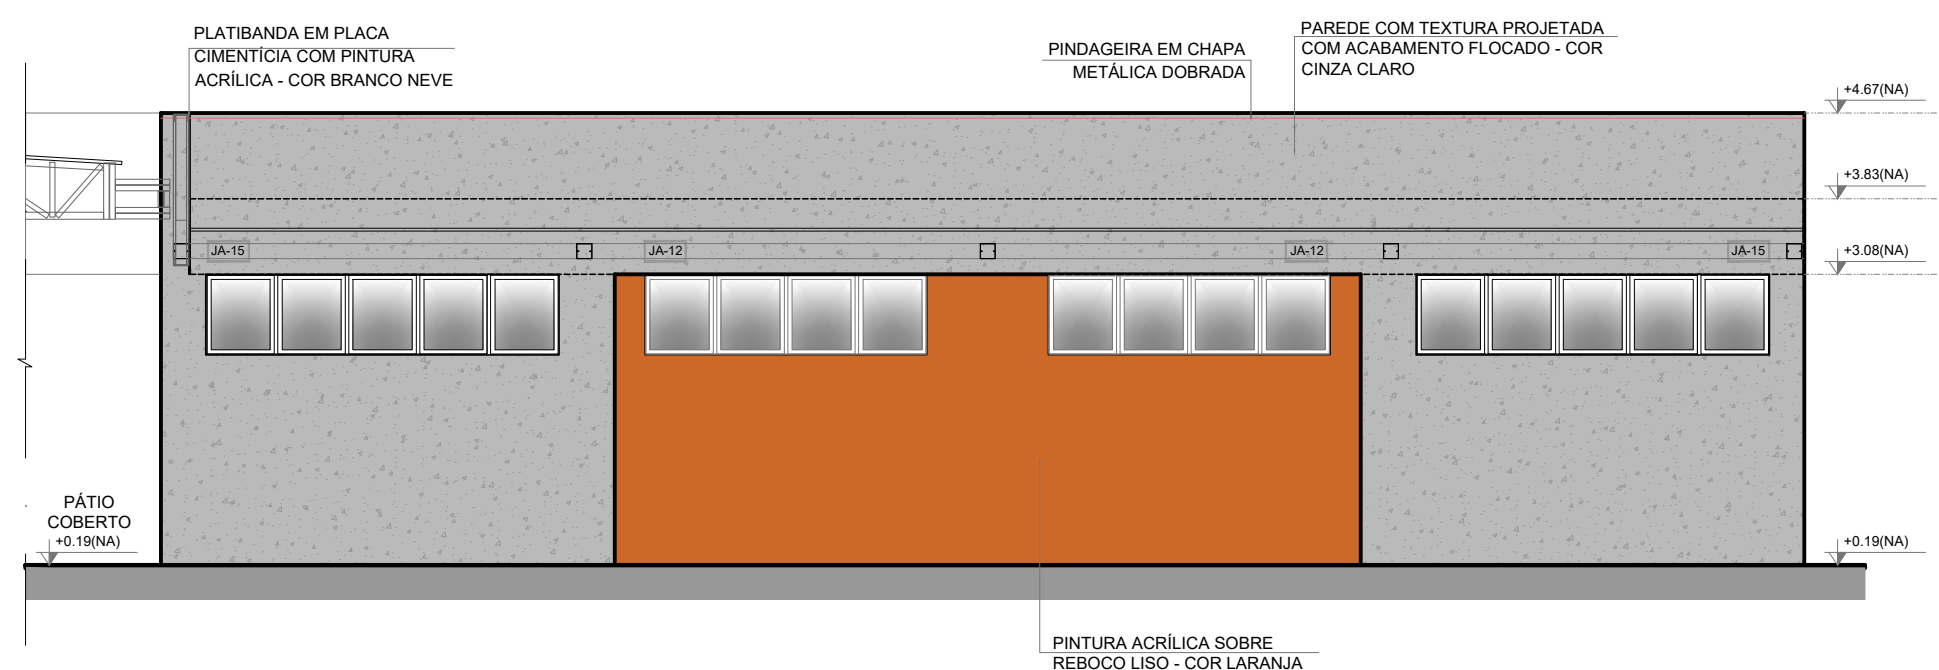 PLATIBANDA EM PLACA
CIMENTÍCIA COM PINTURA
ACRÍLICA - COR BRANCO NEVE
PINDAGEIRA EM CHAPA
METÁLICA DOBRADA
PAREDE COM TEXTURA PROJETADA
COM ACABAMENTO FLOCADO - COR
CINZA CLARO
+4.67(NA)
+3.83(NA)
+3.08(NA)
JA-15
JA-12
JA-12
JA-15
PÁTIO
COBERTO
+0.19(NA)
+0.19(NA)
PINTURA ACRÍLICA SOBRE
REBOCO LISO - COR LARANJA